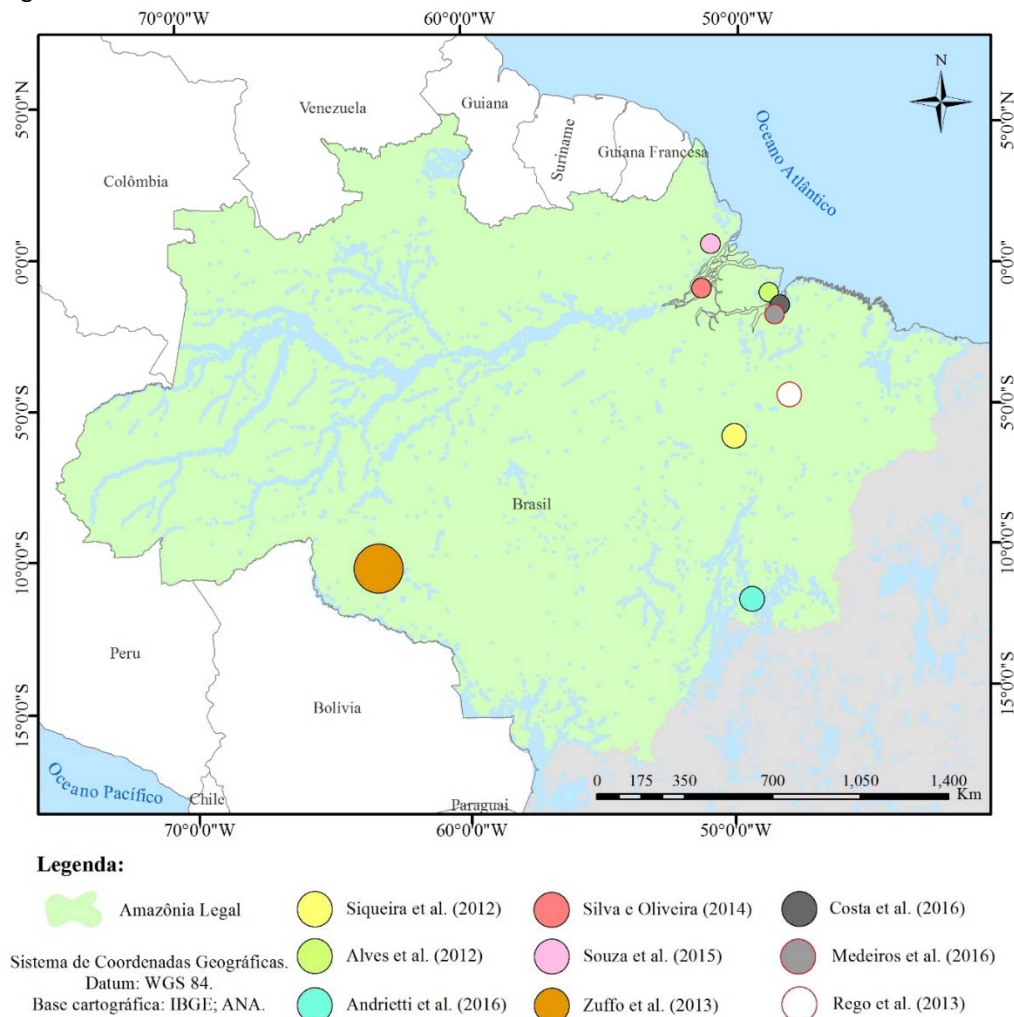 70°0'0"W 60°0'0"W 50°0'0"W
N
5°0'0"N
5°0'0"N
Venezuela
Guiana
Suriname
Guiana Francesa
Oceano Atlântico
Colômbia
0°0'0"
0°0'0"
5°0'0"S
5°0'0"S
Brasil
10°0'0"S
10°0'0"S
Peru
Bolívia
15°0'0"S
15°0'0"S
Oceano Pacífico
Chile
Paraguai
0 175 350 700 1,050 1,400
Km
70°0'0"W 60°0'0"W 50°0'0"W
Legenda:
Amazônia Legal
Siqueira et al. (2012)
Silva e Oliveira (2014)
Costa et al. (2016)
Sistema de Coordenadas Geográficas.
Datum: WGS 84.
Base cartográfica: IBGE; ANA.
Alves et al. (2012)
Souza et al. (2015)
Medeiros et al. (2016)
Andrietti et al. (2016)
Zuffo et al. (2013)
Rego et al. (2013)